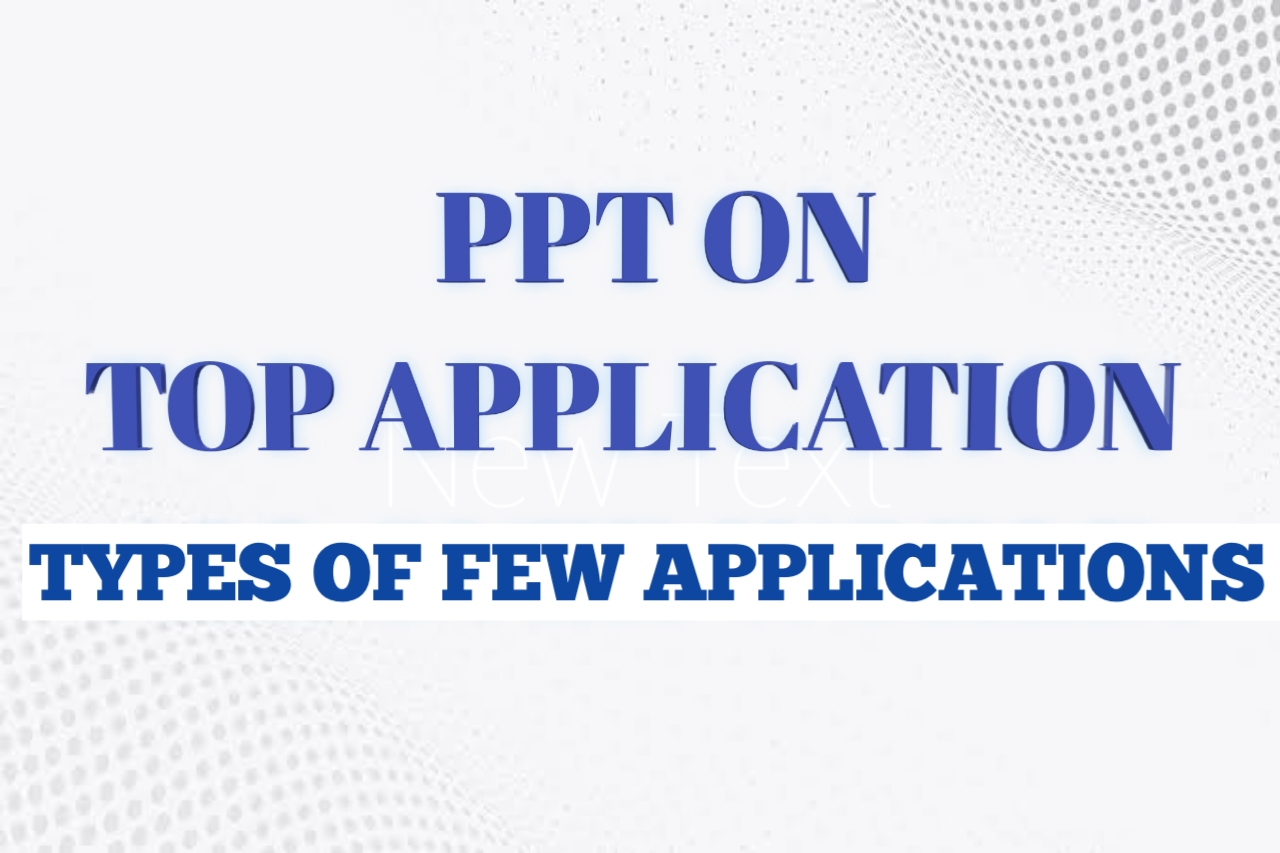 PPT ON
TOP APPLICATION
New Text
TYPES OF FEW APPLICATIONS